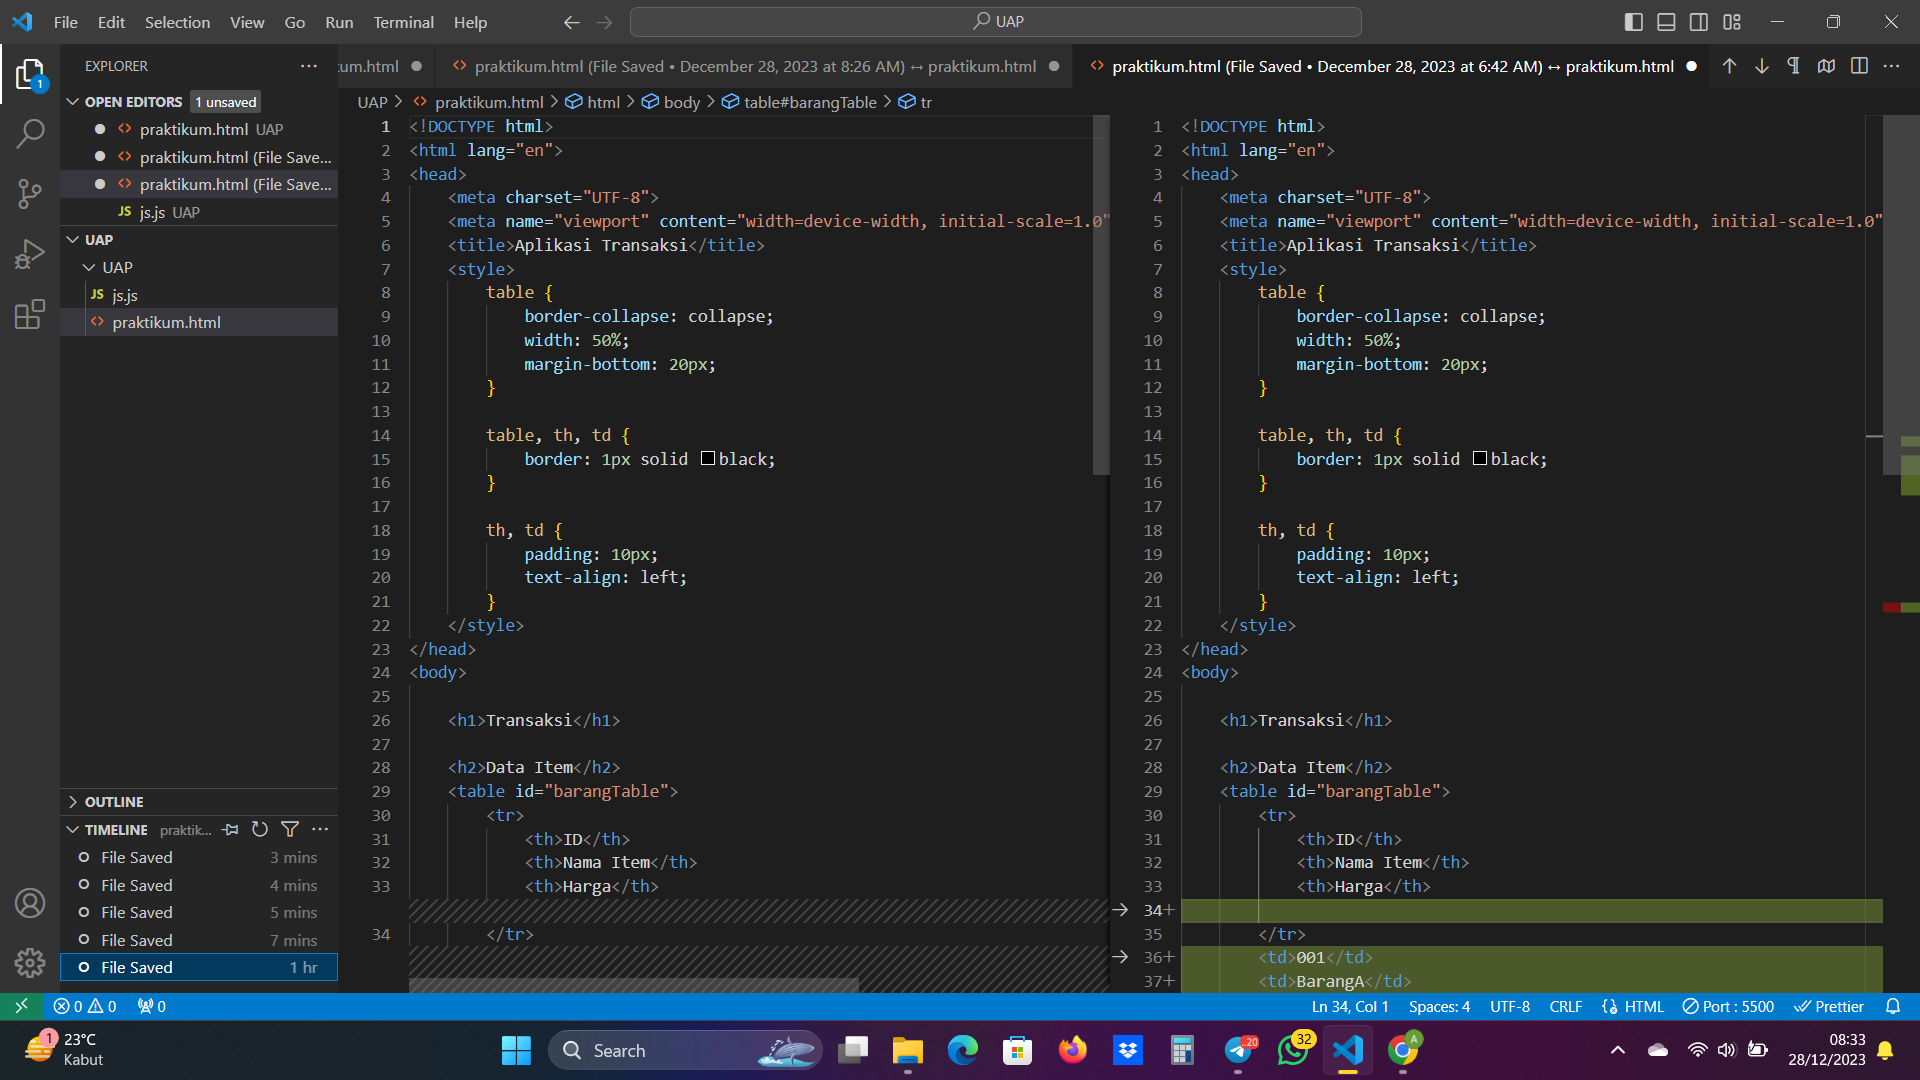 File Edit Selection View Go Run Terminal Help
UAP
EXPLORER
OPEN EDITORS 1 unsaved
praktikum.html UAP
praktikum.html (File Save...
praktikum.html (File Save...
JS js.js UAP
UAP
UAP
JS js.js
praktikum.html
OUTLINE
TIMELINE praktik...
File Saved 3 mins
File Saved 4 mins
File Saved 5 mins
File Saved 7 mins
File Saved 1 hr
kum.html
praktikum.html (File Saved • December 28, 2023 at 8:26 AM) ↔ praktikum.html
praktikum.html (File Saved • December 28, 2023 at 6:42 AM) ↔ praktikum.html
UAP > praktikum.html > html > body > table#barangTable > tr
1 <!DOCTYPE html>
2 <html lang="en">
3 <head>
4 <meta charset="UTF-8">
5 <meta name="viewport" content="width=device-width, initial-scale=1.0"
6 <title>Aplikasi Transaksi</title>
7 <style>
8 table {
9 border-collapse: collapse;
10 width: 50%;
11 margin-bottom: 20px;
12 }
13
14 table, th, td {
15 border: 1px solid black;
16 }
17
18 th, td {
19 padding: 10px;
20 text-align: left;
21 }
22 </style>
23 </head>
24 <body>
25
26 <h1>Transaksi</h1>
27
28 <h2>Data Item</h2>
29 <table id="barangTable">
30 <tr>
31 <th>ID</th>
32 <th>Nama Item</th>
33 <th>Harga</th>
34 </tr>
1 <!DOCTYPE html>
2 <html lang="en">
3 <head>
4 <meta charset="UTF-8">
5 <meta name="viewport" content="width=device-width, initial-scale=1.0"
6 <title>Aplikasi Transaksi</title>
7 <style>
8 table {
9 border-collapse: collapse;
10 width: 50%;
11 margin-bottom: 20px;
12 }
13
14 table, th, td {
15 border: 1px solid black;
16 }
17
18 th, td {
19 padding: 10px;
20 text-align: left;
21 }
22 </style>
23 </head>
24 <body>
25
26 <h1>Transaksi</h1>
27
28 <h2>Data Item</h2>
29 <table id="barangTable">
30 <tr>
31 <th>ID</th>
32 <th>Nama Item</th>
33 <th>Harga</th>
34+
35 </tr>
36+ <td>001</td>
37+ <td>BarangA</td>
0 0 0
Ln 34, Col 1 Spaces: 4 UTF-8 CRLF HTML Port : 5500 Prettier
1 23°C
Kabut
Search
20
32
A
08:33
28/12/2023